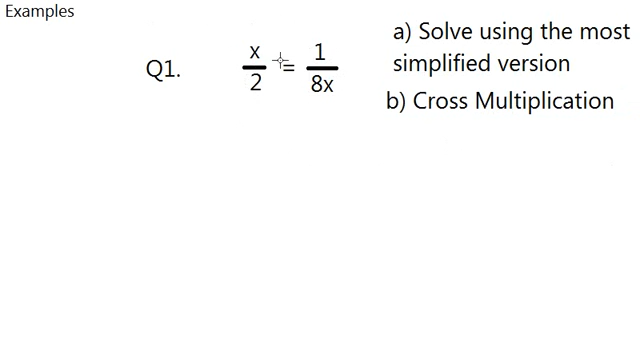 Examples
Q1. x/2 = 1/8x
a) Solve using the most
simplified version
b) Cross Multiplication